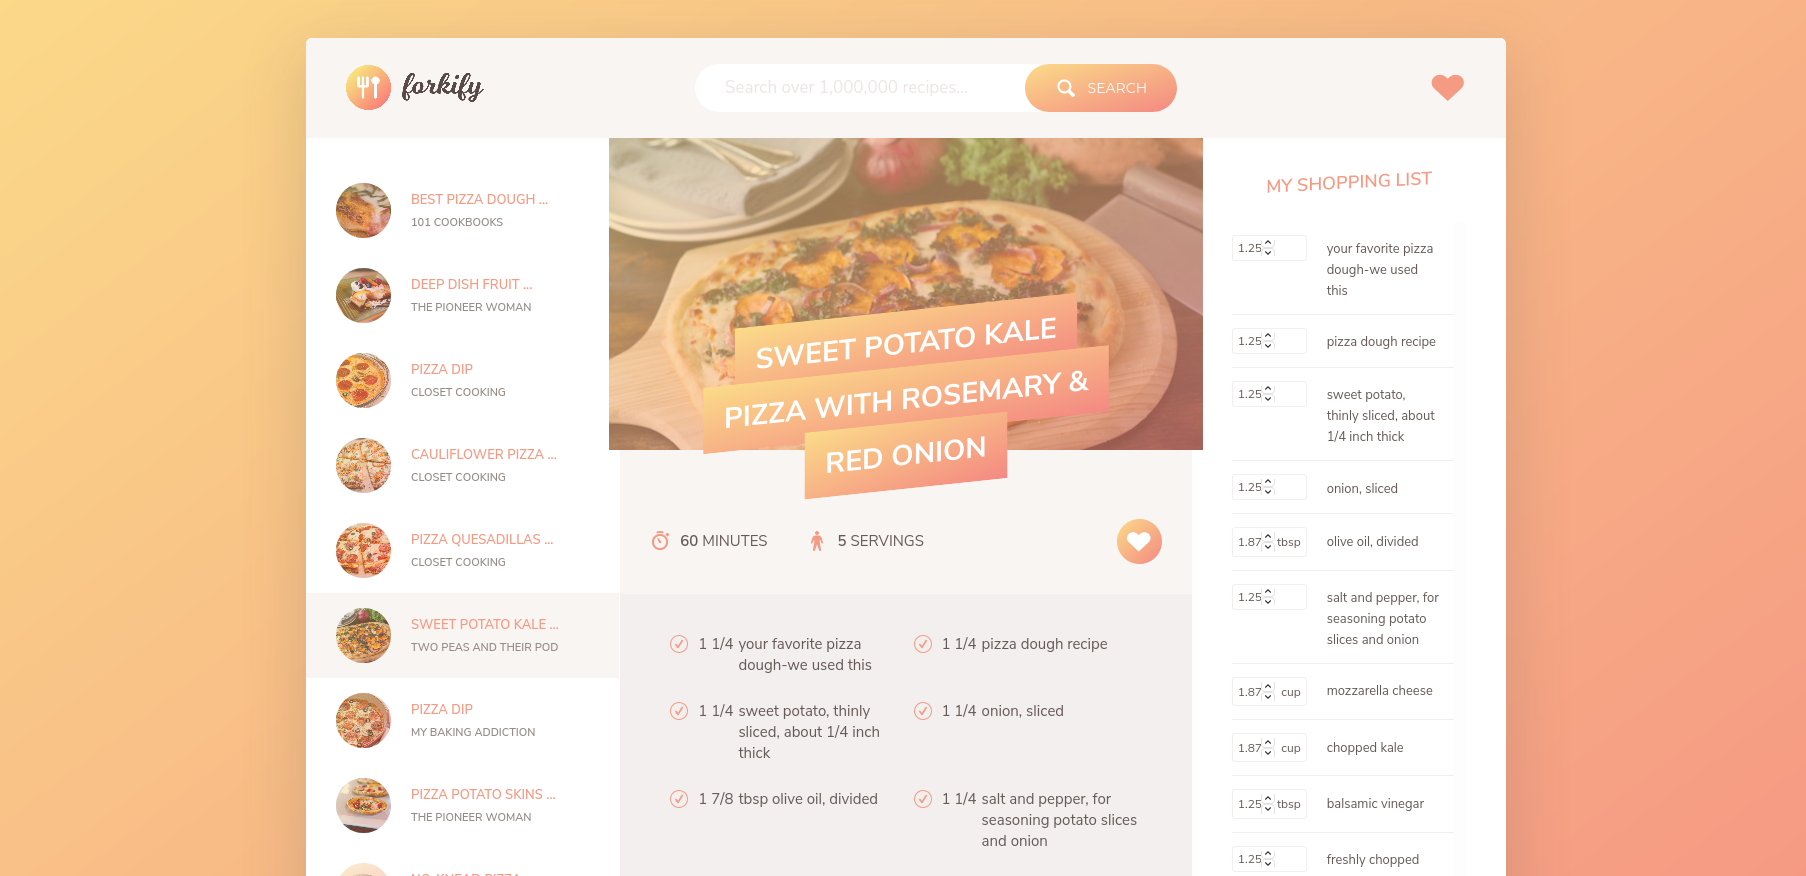 forkify
Search over 1,000,000 recipes...
SEARCH
BEST PIZZA DOUGH ...
101 COOKBOOKS
DEEP DISH FRUIT ...
THE PIONEER WOMAN
PIZZA DIP
CLOSET COOKING
CAULIFLOWER PIZZA ...
CLOSET COOKING
PIZZA QUESADILLAS ...
CLOSET COOKING
SWEET POTATO KALE ...
TWO PEAS AND THEIR POD
PIZZA DIP
MY BAKING ADDICTION
PIZZA POTATO SKINS ...
THE PIONEER WOMAN
SWEET POTATO KALE
PIZZA WITH ROSEMARY &
RED ONION
60 MINUTES
5 SERVINGS
1 1/4 your favorite pizza
dough-we used this
1 1/4 pizza dough recipe
1 1/4 sweet potato, thinly
sliced, about 1/4 inch
thick
1 1/4 onion, sliced
1 7/8 tbsp olive oil, divided
1 1/4 salt and pepper, for
seasoning potato slices
and onion
MY SHOPPING LIST
1.25 your favorite pizza
dough-we used
this
1.25 pizza dough recipe
1.25 sweet potato,
thinly sliced, about
1/4 inch thick
1.25 onion, sliced
1.87 tbsp olive oil, divided
1.25 salt and pepper, for
seasoning potato
slices and onion
1.87 cup mozzarella cheese
1.87 cup chopped kale
1.25 tbsp balsamic vinegar
1.25 freshly chopped